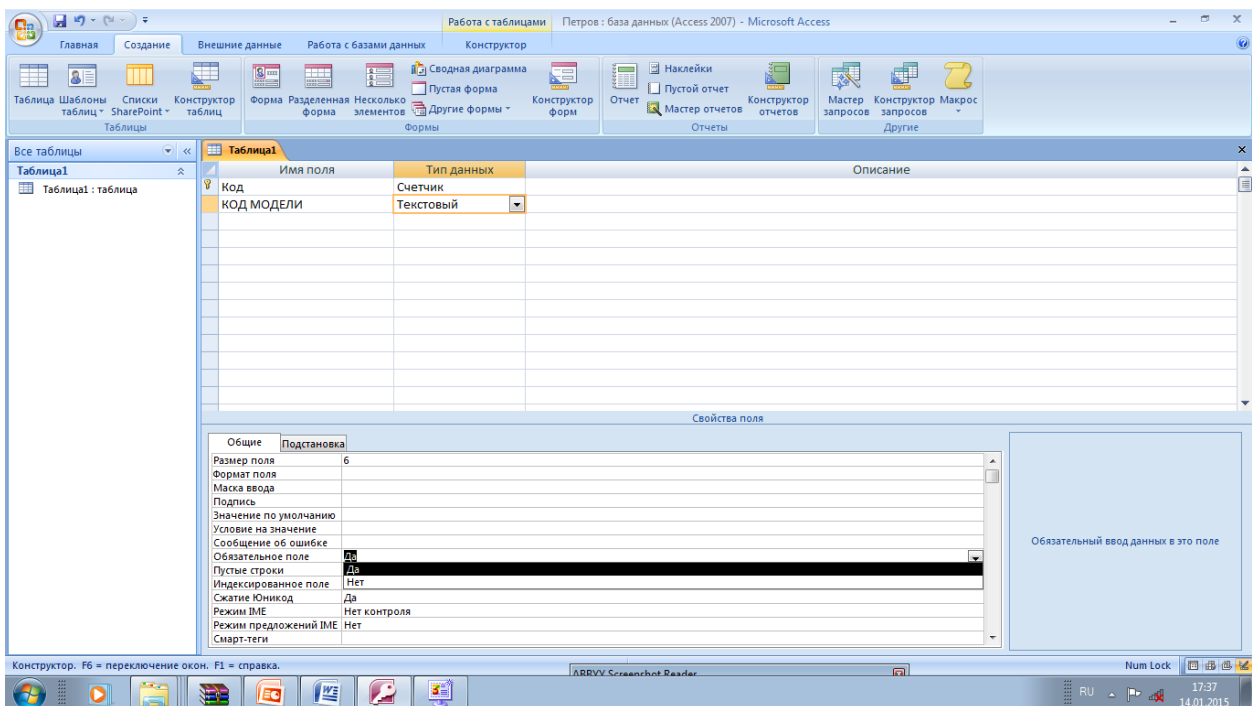 Работа с таблицами Петров : база данных (Access 2007) - Microsoft Access
Главная Создание Внешние данные Работа с базами данных Конструктор
Таблица Шаблоны таблиц Списки SharePoint Конструктор таблиц
Таблицы
Форма Разделенная форма Несколько элементов
Сводная диаграмма
Пустая форма
Другие формы
Конструктор форм
Формы
Отчет
Наклейки
Пустой отчет
Мастер отчетов
Конструктор отчетов
Отчеты
Мастер запросов Конструктор запросов Макрос
Другие
Все таблицы
Таблица1
Таблица1 : таблица
Таблица1
Имя поля Тип данных Описание
Код Счетчик
КОД МОДЕЛИ Текстовый
Свойства поля
Общие Подстановка
Размер поля 6
Формат поля
Маска ввода
Подпись
Значение по умолчанию
Условие на значение
Сообщение об ошибке
Обязательное поле Да
Пустые строки Да
Индексированное поле Нет
Сжатие Юникод Да
Режим IME Нет контроля
Режим предложений IME Нет
Смарт-теги
Обязательный ввод данных в это поле
Конструктор. F6 = переключение окон. F1 = справка.
Num Lock
ABBYY Screenshot Reader
RU
17:37
14.01.2015